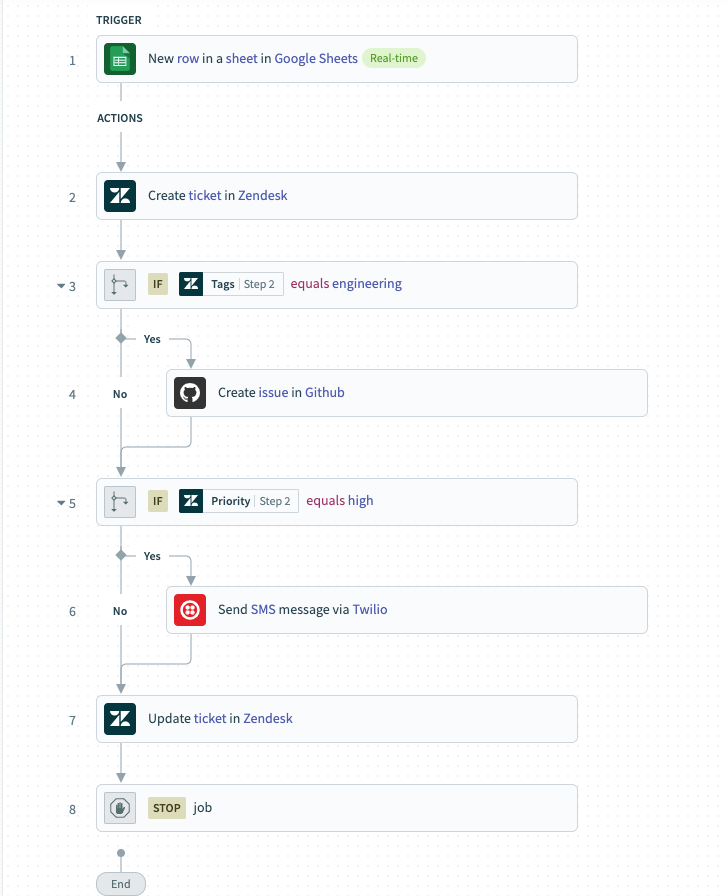 TRIGGER
1 New row in a sheet in Google Sheets Real-time
ACTIONS
2 Create ticket in Zendesk
3 IF Tags Step 2 equals engineering
Yes
4 No Create issue in Github
5 IF Priority Step 2 equals high
Yes
6 No Send SMS message via Twilio
7 Update ticket in Zendesk
8 STOP job
End